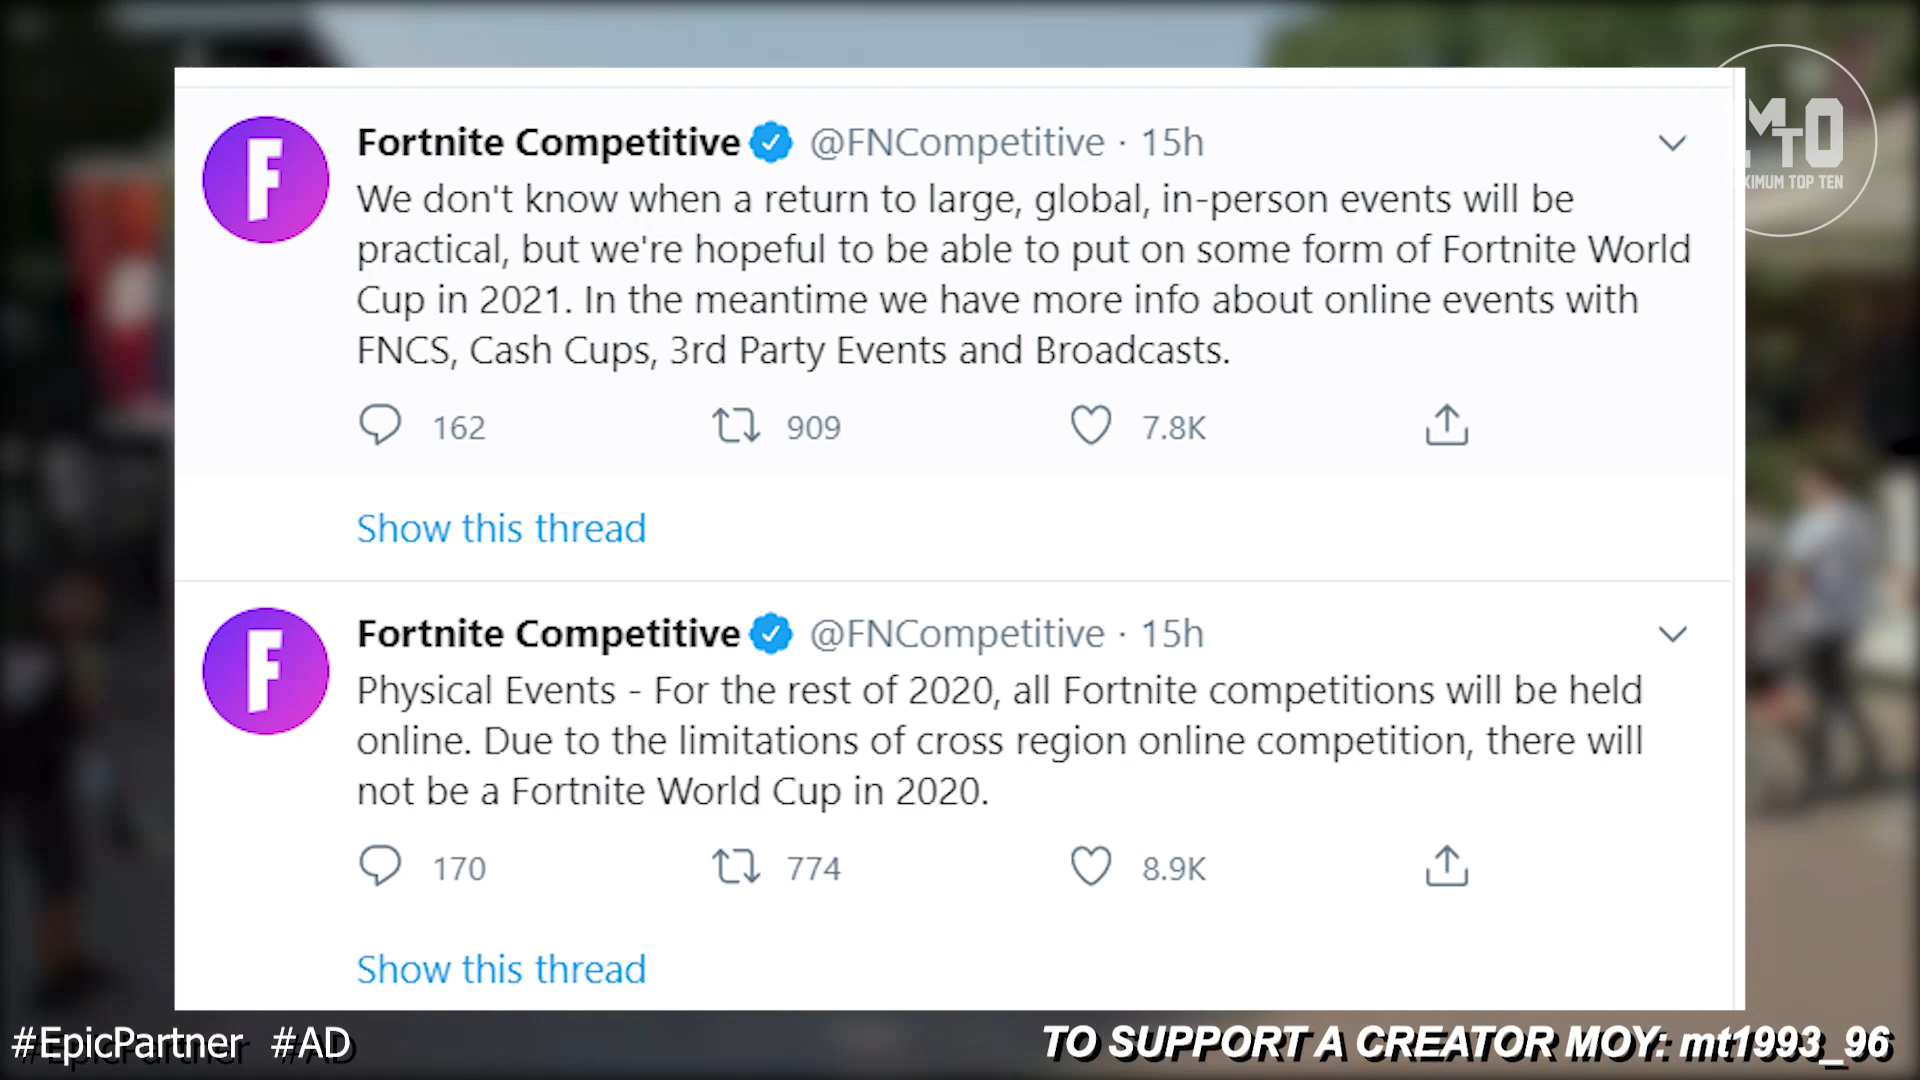 Fortnite Competitive @FNCompetitive · 15h
We don't know when a return to large, global, in-person events will be
practical, but we're hopeful to be able to put on some form of Fortnite World
Cup in 2021. In the meantime we have more info about online events with
FNCS, Cash Cups, 3rd Party Events and Broadcasts.
162 909 7.8K
Show this thread
Fortnite Competitive @FNCompetitive · 15h
Physical Events - For the rest of 2020, all Fortnite competitions will be held
online. Due to the limitations of cross region online competition, there will
not be a Fortnite World Cup in 2020.
170 774 8.9K
Show this thread
MTO
TOP TEN
#EpicPartner #AD
TO SUPPORT A CREATOR MOY: mt1993_96